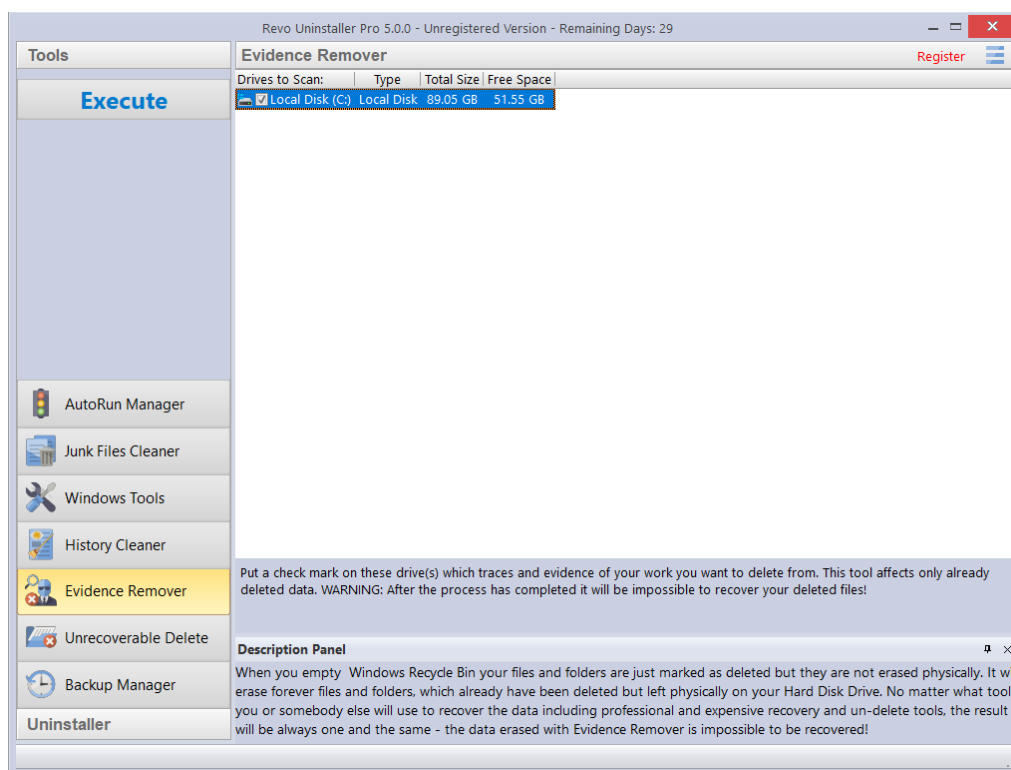 Revo Uninstaller Pro 5.0.0 - Unregistered Version - Remaining Days: 29
Tools
Evidence Remover
Register
Execute
Drives to Scan: Type Total Size Free Space
Local Disk (C:) Local Disk 89.05 GB 51.55 GB
AutoRun Manager
Junk Files Cleaner
Windows Tools
History Cleaner
Evidence Remover
Unrecoverable Delete
Backup Manager
Uninstaller
Put a check mark on these drive(s) which traces and evidence of your work you want to delete from. This tool affects only already
deleted data. WARNING: After the process has completed it will be impossible to recover your deleted files!
Description Panel
When you empty  Windows Recycle Bin your files and folders are just marked as deleted but they are not erased physically. It w
erase forever files and folders, which already have been deleted but left physically on your Hard Disk Drive. No matter what tool
you or somebody else will use to recover the data including professional and expensive recovery and un-delete tools, the result
will be always one and the same - the data erased with Evidence Remover is impossible to be recovered!